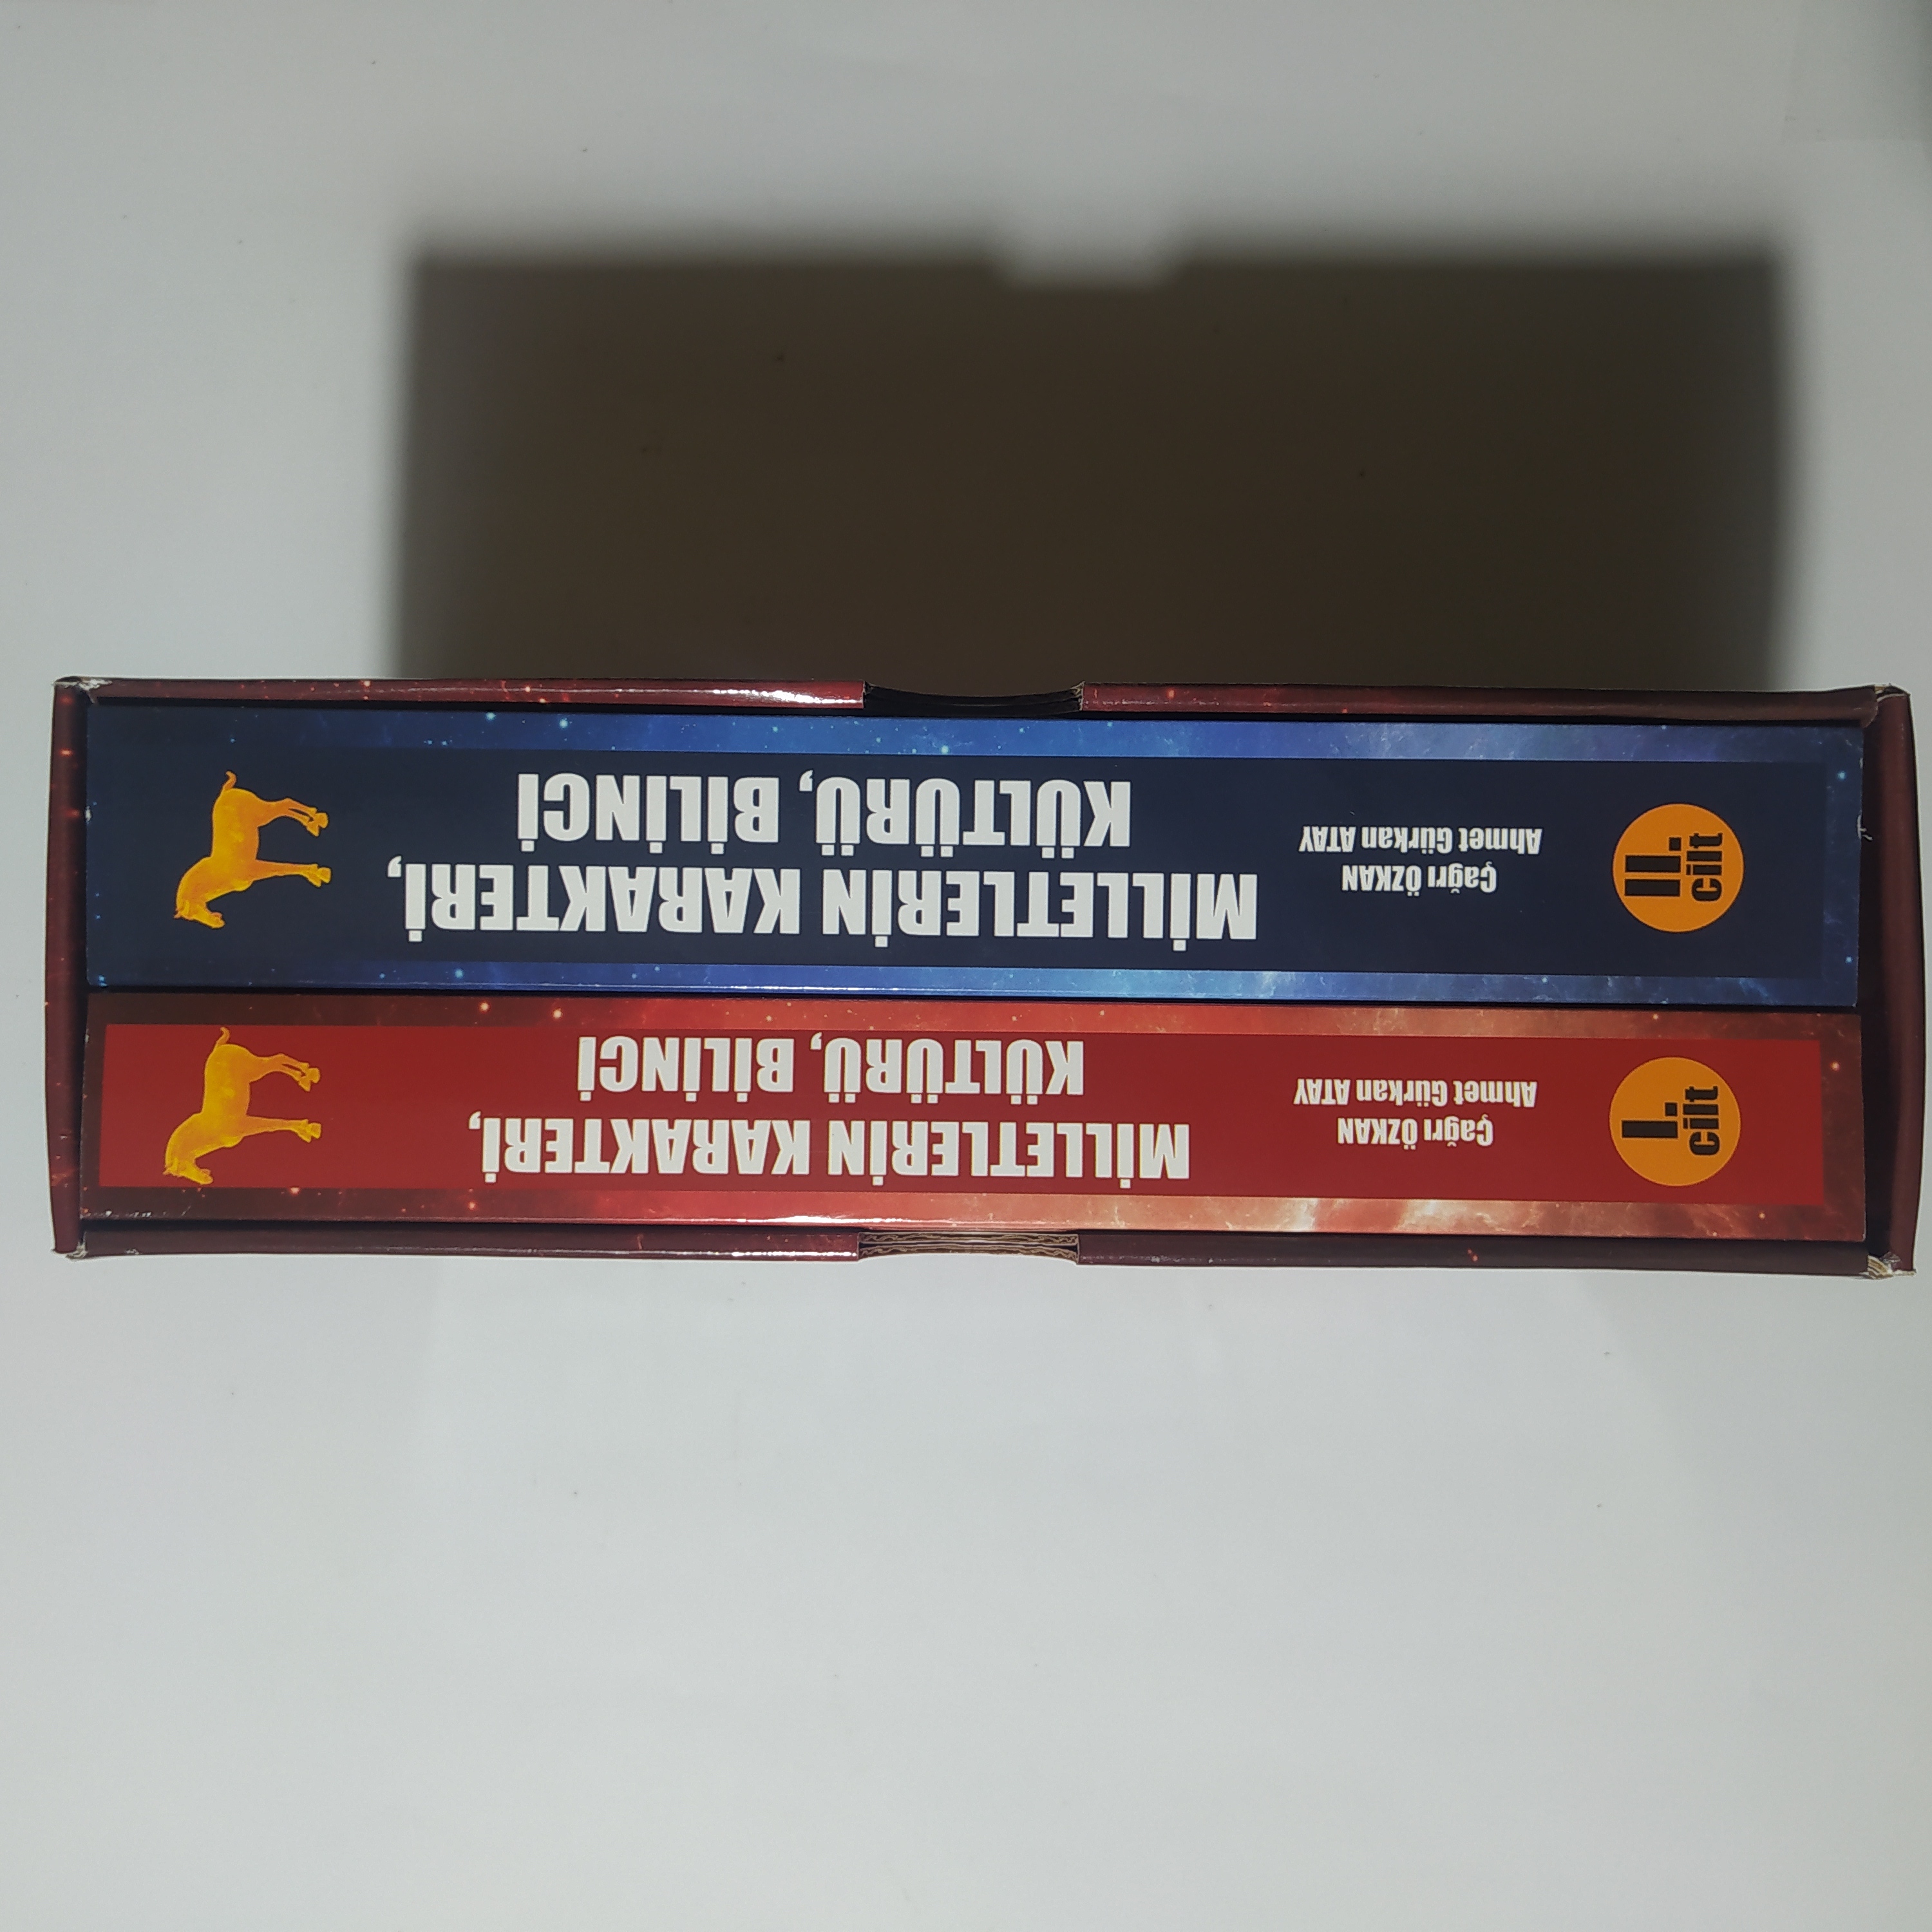 I.
cilt
Çağrı ÖZKAN
Ahmet Gürkan ATAY
MİLLETLERİN KARAKTERİ,
KÜLTÜRÜ, BİLİNCİ
II.
cilt
Çağrı ÖZKAN
Ahmet Gürkan ATAY
MİLLETLERİN KARAKTERİ,
KÜLTÜRÜ, BİLİNCİ